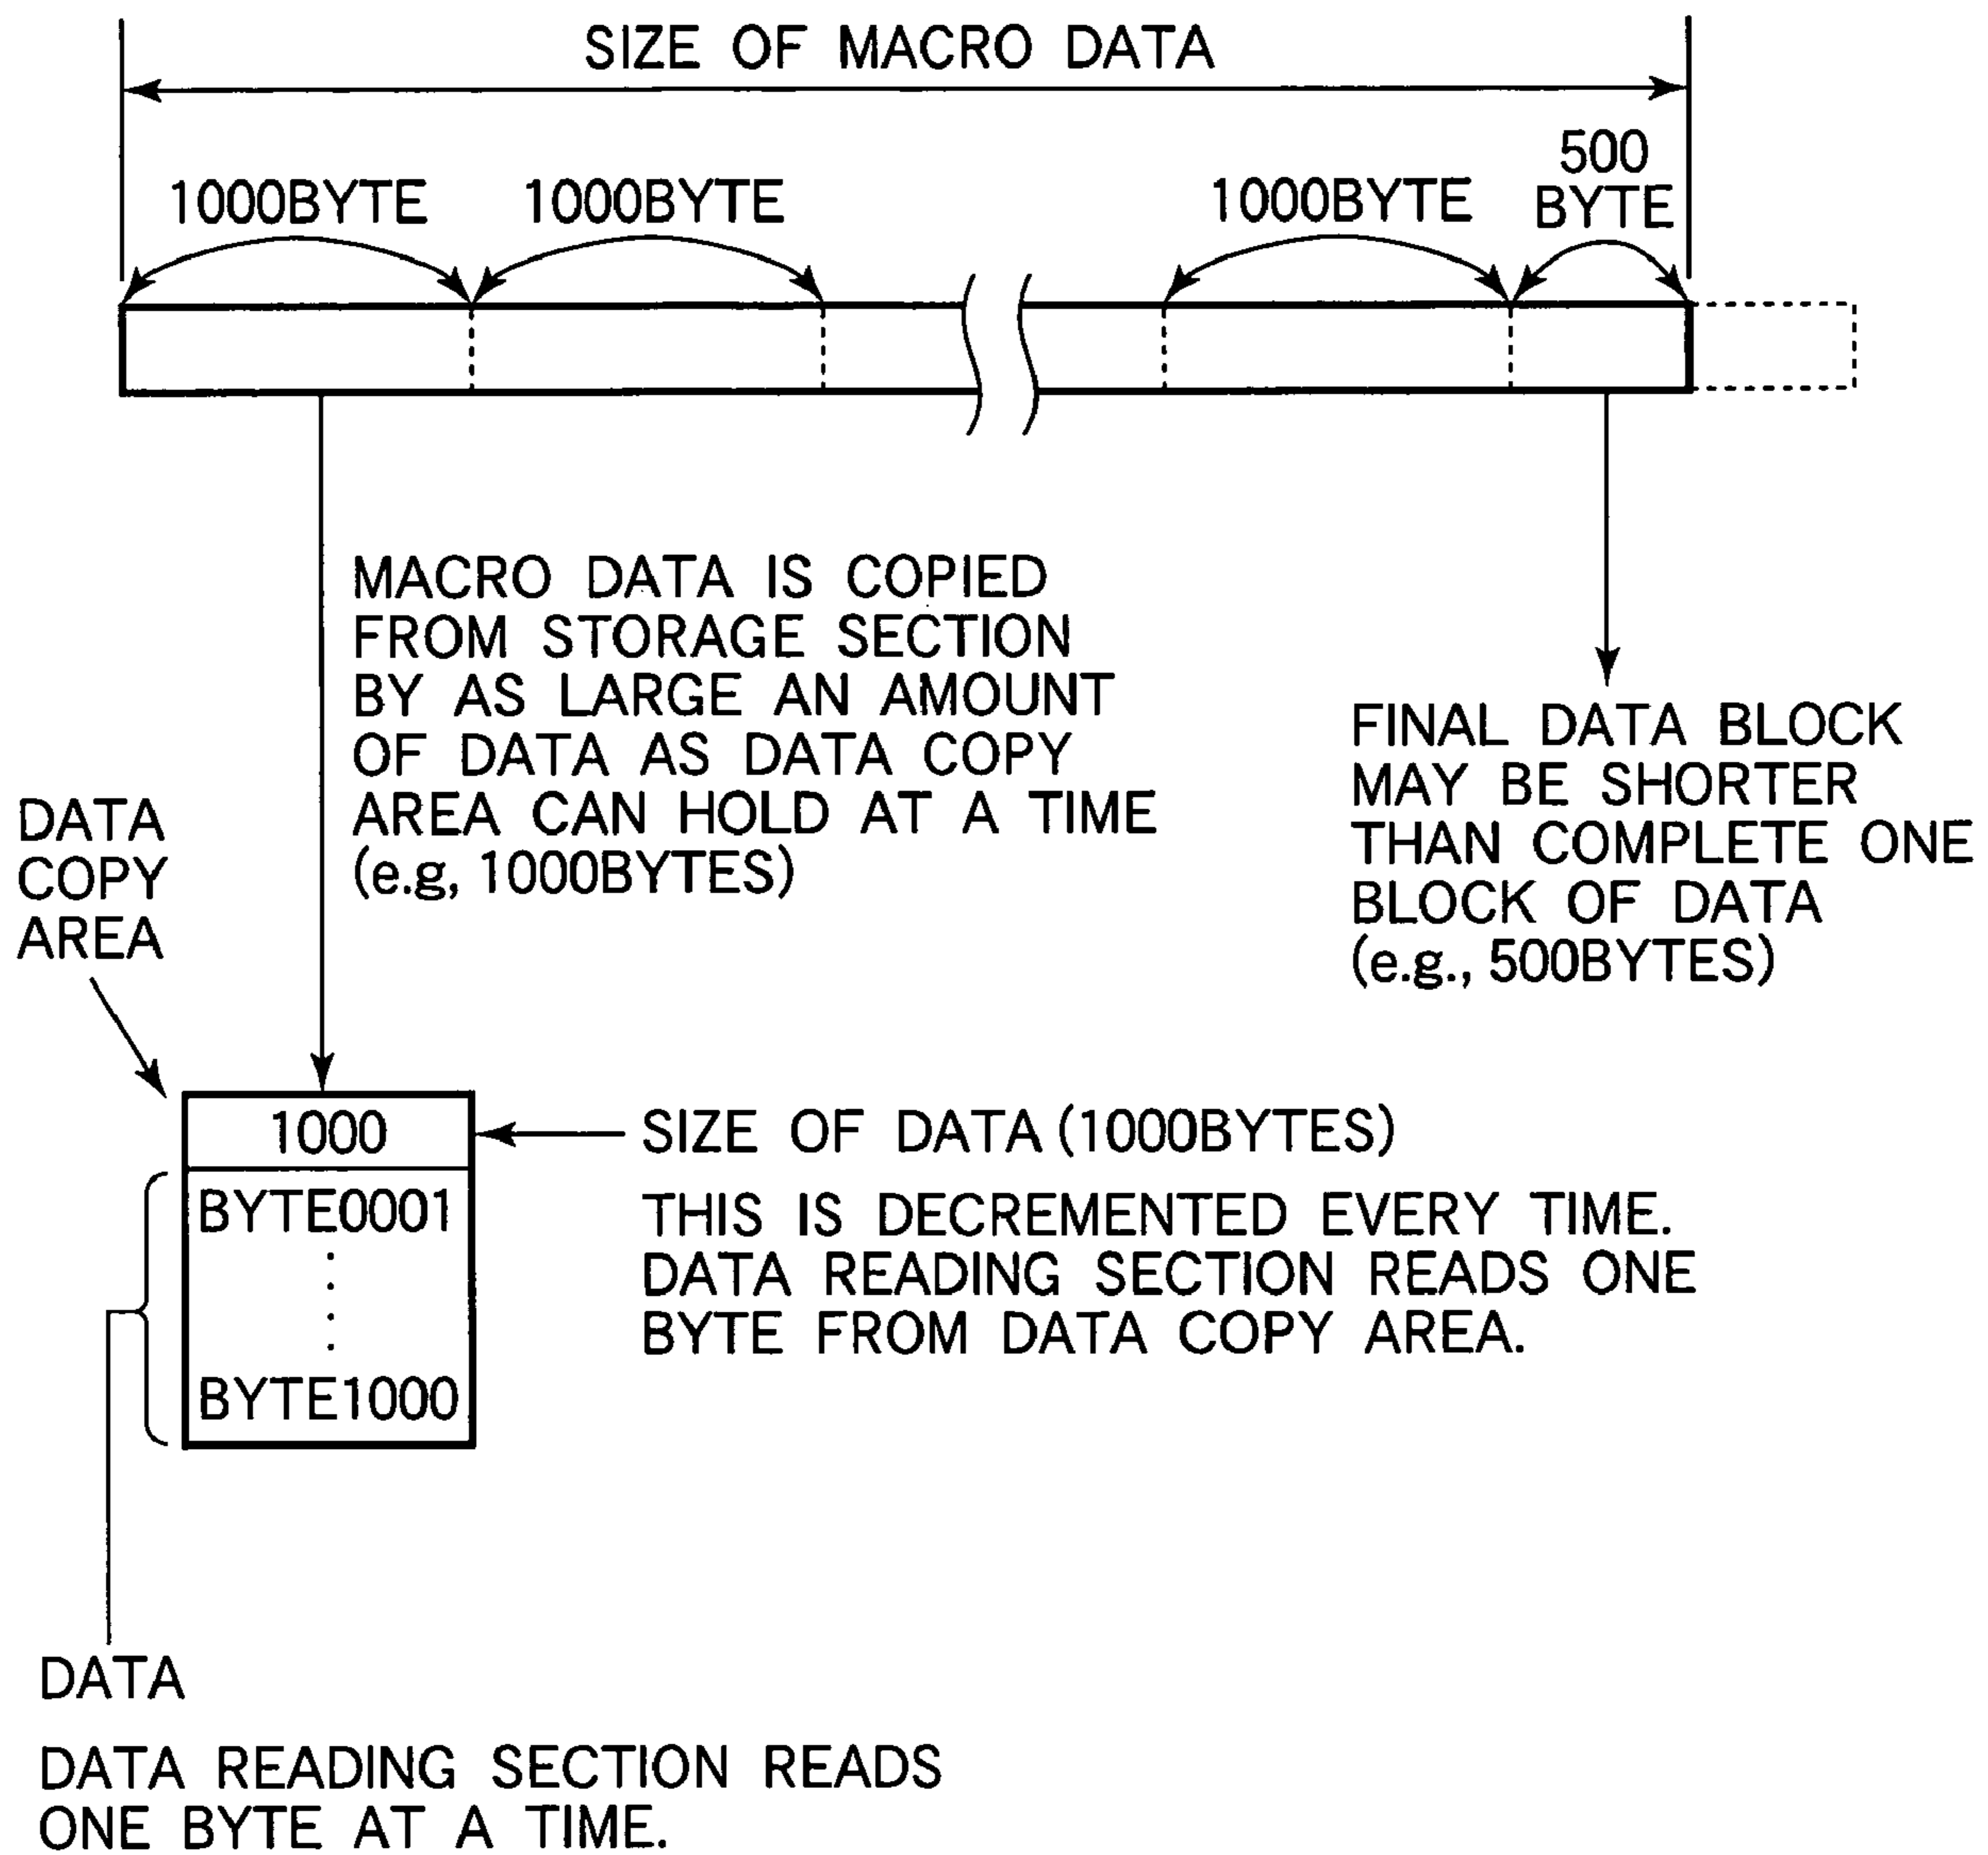 SIZE OF MACRO DATA
1000BYTE
1000BYTE
1000BYTE
500
BYTE
MACRO DATA IS COPIED
FROM STORAGE SECTION
BY AS LARGE AN AMOUNT
OF DATA AS DATA COPY
AREA CAN HOLD AT A TIME
(e.g, 1000BYTES)
FINAL DATA BLOCK
MAY BE SHORTER
THAN COMPLETE ONE
BLOCK OF DATA
(e.g., 500BYTES)
DATA
COPY
AREA
1000
SIZE OF DATA (1000BYTES)
BYTE0001
BYTE1000
THIS IS DECREMENTED EVERY TIME.
DATA READING SECTION READS ONE
BYTE FROM DATA COPY AREA.
DATA
DATA READING SECTION READS
ONE BYTE AT A TIME.